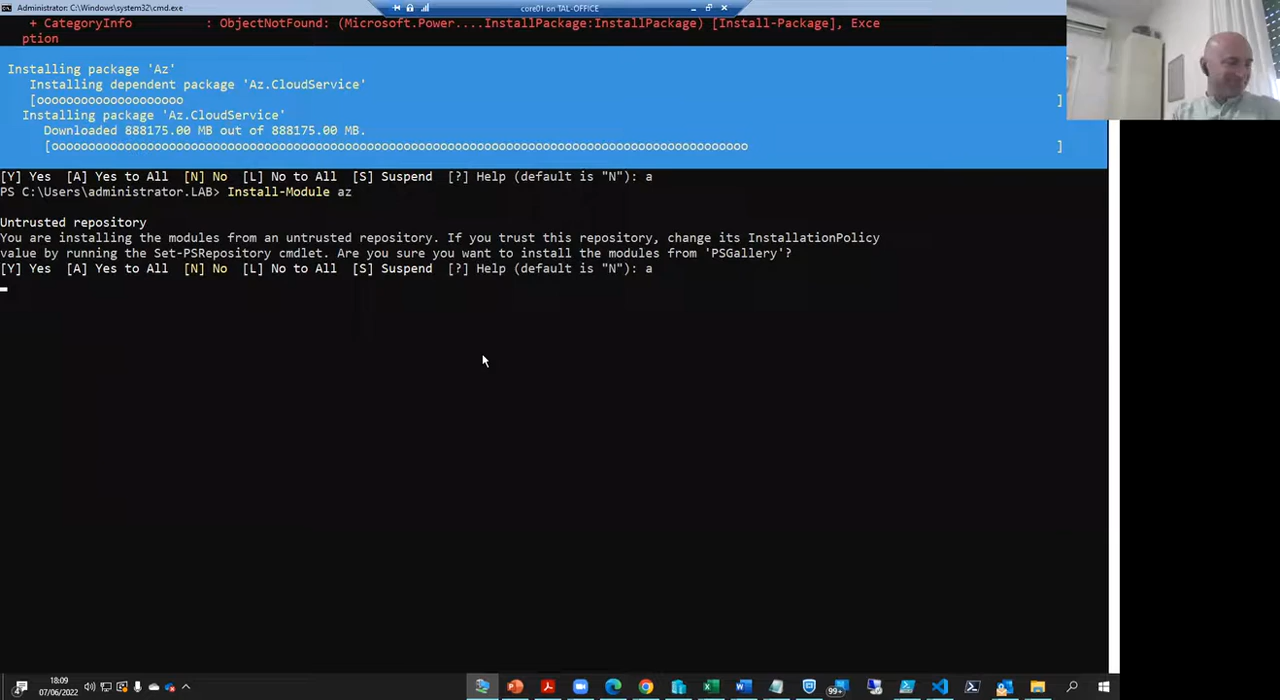 Administrator: C:\Windows\system32\cmd.exe
core01 on TAL-OFFICE
+ CategoryInfo : ObjectNotFound: (Microsoft.Power....InstallPackage:InstallPackage) [Install-Package], Exce
ption
Installing package 'Az'
Installing dependent package 'Az.CloudService'
[oooooooooooooooooooo ]
Installing package 'Az.CloudService'
Downloaded 888175.00 MB out of 888175.00 MB.
[ooooooooooooooooooooooooooooooooooooooooooooooooooooooooooooooooooooooooooooooooooooooooooooooo ]
[Y] Yes [A] Yes to All [N] No [L] No to All [S] Suspend [?] Help (default is "N"): a
PS C:\Users\administrator.LAB> Install-Module az
Untrusted repository
You are installing the modules from an untrusted repository. If you trust this repository, change its InstallationPolicy
value by running the Set-PSRepository cmdlet. Are you sure you want to install the modules from 'PSGallery'?
[Y] Yes [A] Yes to All [N] No [L] No to All [S] Suspend [?] Help (default is "N"): a
18:09
07/06/2022
99+